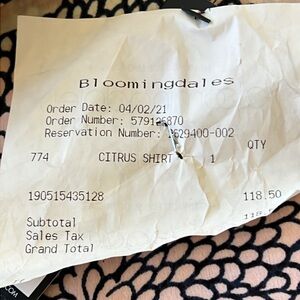 Bloomingdales
Order Date: 04/02/21
Order Number:
Reservation Number:
QTY
774 CITRUS SHIRT 1
190515435128 118.50
Subtotal
Sales Tax
Grand Total